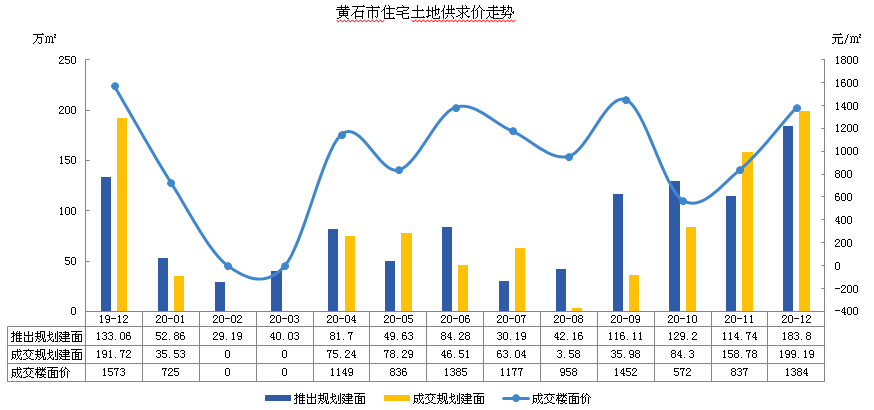 黄石市住宅土地供求价走势
万㎡ 元/㎡
250 1800
200 1600
150 1400
100 1200
50 1000
0 800
600
400
200
0
-200
-400
19-12 20-01 20-02 20-03 20-04 20-05 20-06 20-07 20-08 20-09 20-10 20-11 20-12
推出规划建面 133.06 52.86 29.19 40.03 81.7 49.63 84.28 30.19 42.16 116.11 129.2 114.74 183.8
成交规划建面 191.72 35.53 0 0 75.24 78.29 46.51 63.04 3.58 35.98 84.3 158.78 199.19
成交楼面价 1573 725 0 0 1149 836 1385 1177 958 1452 572 837 1384
推出规划建面 成交规划建面 成交楼面价